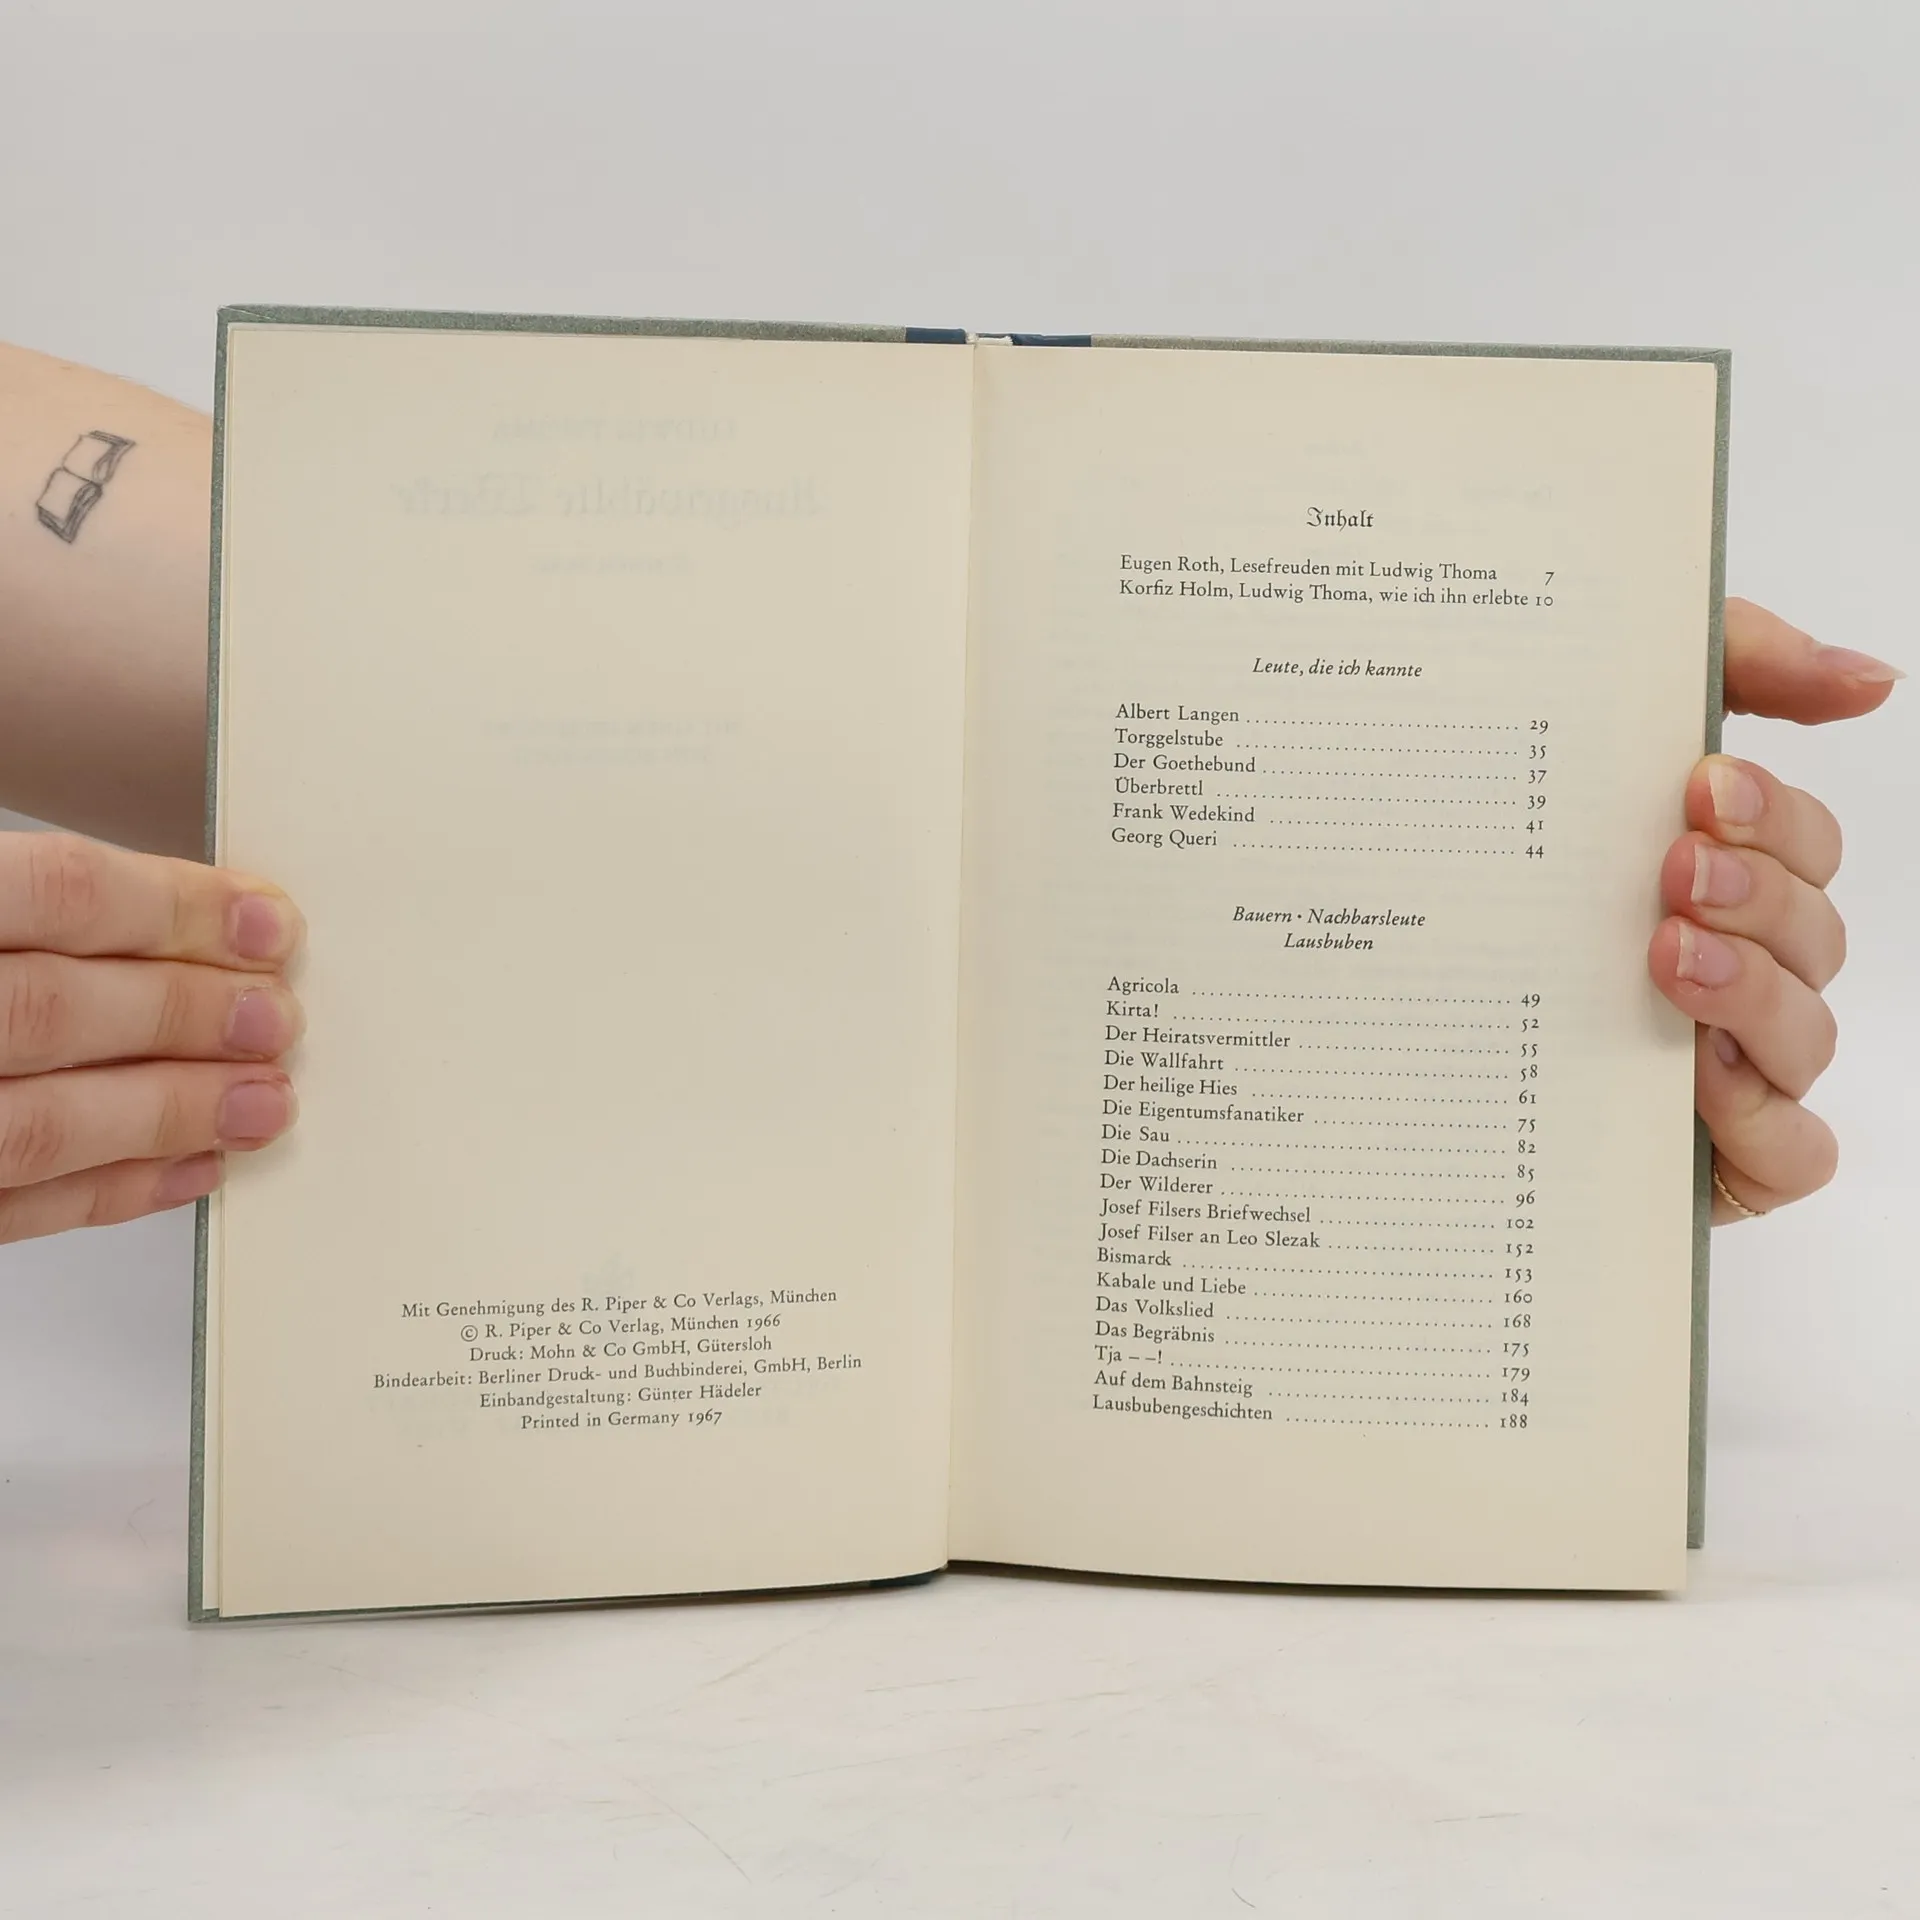 Mit Genehmigung des R. Piper & Co Verlags, München
© R. Piper & Co Verlag, München 1966
Druck: Mohn & Co GmbH, Gütersloh
Bindearbeit: Berliner Druck- und Buchbinderei, GmbH, Berlin
Einbandgestaltung: Günter Hädeler
Printed in Germany 1967
Inhalt
Eugen Roth, Lesefreuden mit Ludwig Thoma 7
Korfiz Holm, Ludwig Thoma, wie ich ihn erlebte 10
Leute, die ich kannte
Albert Langen ............................... 29
Torggelstube ............................... 35
Der Goethebund ............................. 37
Überbrettl ................................. 39
Frank Wedekind ............................ 41
Georg Queri ................................ 44
Bauern · Nachbarsleute
Lausbuben
Agricola .................................... 49
Kirta! ...................................... 52
Der Heiratsvermittler ........................ 55
Die Wallfahrt ............................... 58
Der heilige Hies ............................. 61
Die Eigentumsfanatiker ...................... 75
Die Sau ..................................... 82
Die Dachserin ............................... 85
Der Wilderer ................................ 96
Josef Filsers Briefwechsel .................... 102
Josef Filser an Leo Slezak ................... 152
Bismarck ................................... 153
Kabale und Liebe ........................... 160
Das Volkslied .............................. 168
Das Begräbnis .............................. 175
Tja – –! .................................... 179
Auf dem Bahnsteig ......................... 184
Lausbubengeschichten ....................... 188